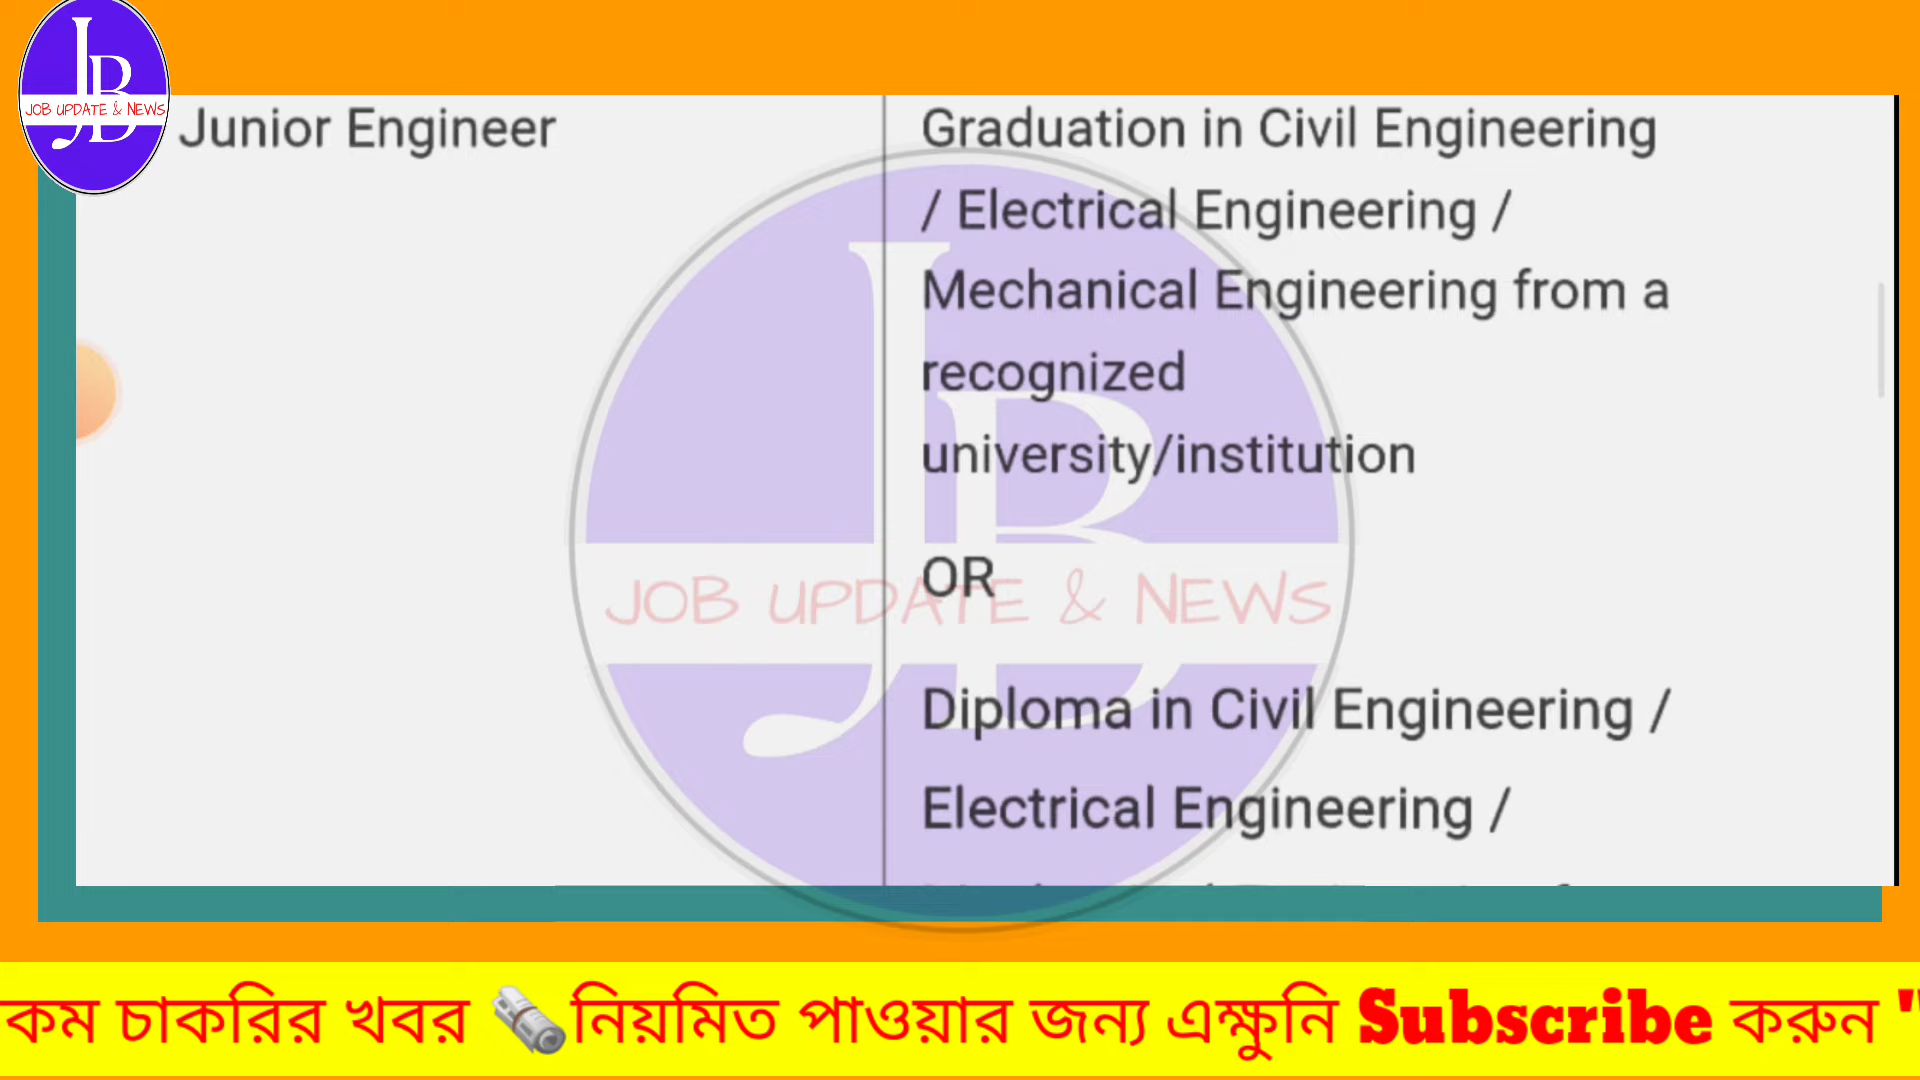 JOB UPDATE & NEWS
Junior Engineer
Graduation in Civil Engineering
/ Electrical Engineering /
Mechanical Engineering from a
recognized
university/institution
OR
JOB UPDATE & NEWS
Diploma in Civil Engineering /
Electrical Engineering /
কম চাকরির খবর নিয়মিত পাওয়ার জন্য এক্ষুনি Subscribe করুন "